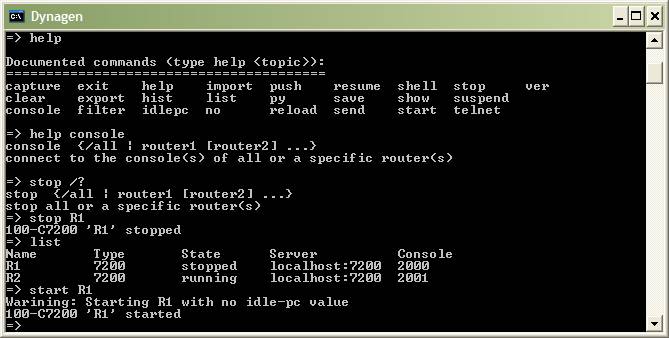 Dynagen
=> help
Documented commands (type help <topic>):
========================================
capture  exit    help    import  push    resume  shell  stop     ver
clear    export  hist    list    py      save    show   suspend
console  filter  idlepc  no      reload  send    start  telnet
=> help console
console  {/all | router1 [router2] ...}
connect to the console(s) of all or a specific router(s)
=> stop /?
stop  {/all | router1 [router2] ...}
stop all or a specific router(s)
=> stop R1
100-C7200 'R1' stopped
=> list
Name       Type       State      Server          Console
R1         7200       stopped    localhost:7200  2000
R2         7200       running    localhost:7200  2001
=> start R1
Warining: Starting R1 with no idle-pc value
100-C7200 'R1' started
=>